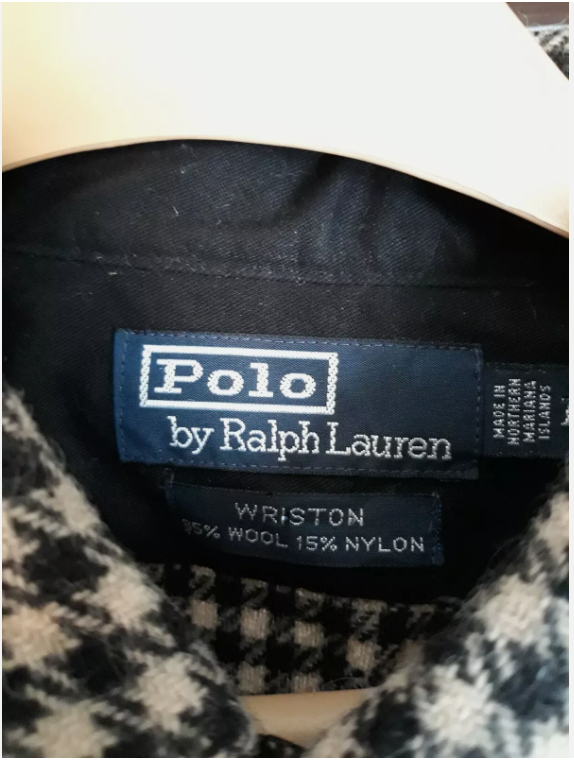 Polo
by Ralph Lauren
MADE IN
NORTHERN
MARIANA
ISLANDS
WRISTON
85% WOOL 15% NYLON